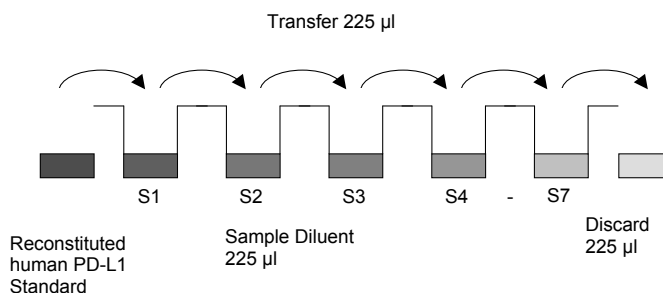 Transfer 225 µl
S1 S2 S3 S4 - S7
Reconstituted
human PD-L1
Standard
Sample Diluent
225 µl
Discard
225 µl